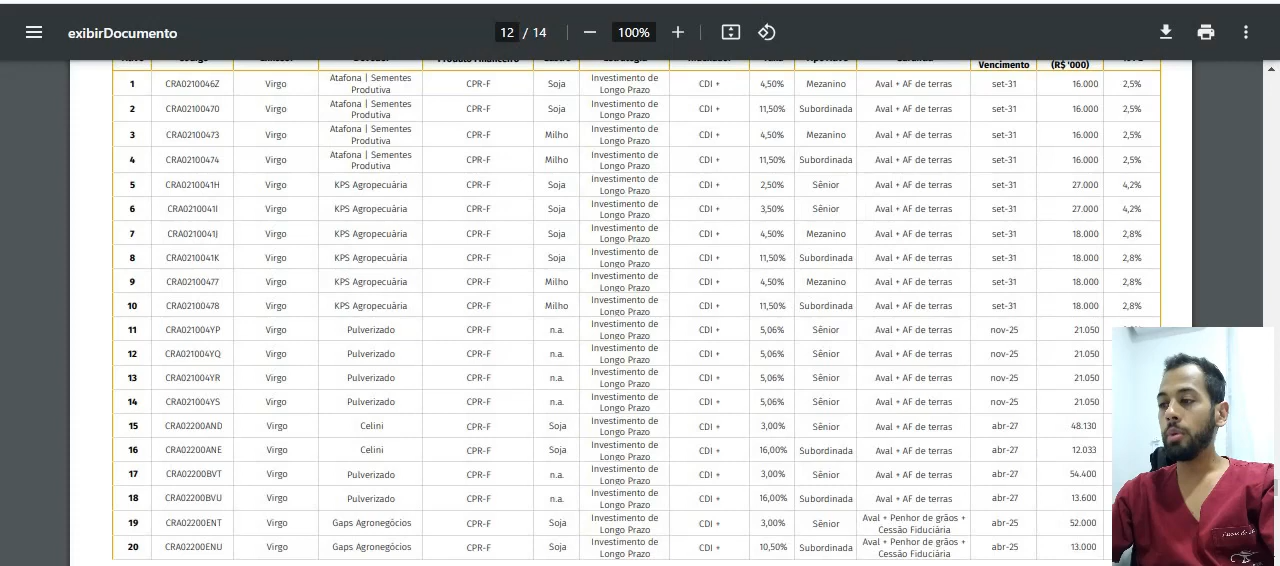 exibirDocumento 12 / 14 100%
Produto Financeiro Vencimento (R$ '000)
1 CRA0210046Z Virgo Atafona | Sementes Produtiva CPR-F Soja Investimento de Longo Prazo CDI + 4,50% Mezanino Aval + AF de terras set-31 16.000 2,5%
2 CRA02100470 Virgo Atafona | Sementes Produtiva CPR-F Soja Investimento de Longo Prazo CDI + 11,50% Subordinada Aval + AF de terras set-31 16.000 2,5%
3 CRA02100473 Virgo Atafona | Sementes Produtiva CPR-F Milho Investimento de Longo Prazo CDI + 4,50% Mezanino Aval + AF de terras set-31 16.000 2,5%
4 CRA02100474 Virgo Atafona | Sementes Produtiva CPR-F Milho Investimento de Longo Prazo CDI + 11,50% Subordinada Aval + AF de terras set-31 16.000 2,5%
5 CRA0210041H Virgo KPS Agropecuária CPR-F Soja Investimento de Longo Prazo CDI + 2,50% Sênior Aval + AF de terras set-31 27.000 4,2%
6 CRA0210041I Virgo KPS Agropecuária CPR-F Soja Investimento de Longo Prazo CDI + 3,50% Sênior Aval + AF de terras set-31 27.000 4,2%
7 CRA0210041J Virgo KPS Agropecuária CPR-F Soja Investimento de Longo Prazo CDI + 4,50% Mezanino Aval + AF de terras set-31 18.000 2,8%
8 CRA0210041K Virgo KPS Agropecuária CPR-F Soja Investimento de Longo Prazo CDI + 11,50% Subordinada Aval + AF de terras set-31 18.000 2,8%
9 CRA02100477 Virgo KPS Agropecuária CPR-F Milho Investimento de Longo Prazo CDI + 4,50% Mezanino Aval + AF de terras set-31 18.000 2,8%
10 CRA02100478 Virgo KPS Agropecuária CPR-F Milho Investimento de Longo Prazo CDI + 11,50% Subordinada Aval + AF de terras set-31 18.000 2,8%
11 CRA021004YP Virgo Pulverizado CPR-F n.a. Investimento de Longo Prazo CDI + 5,06% Sênior Aval + AF de terras nov-25 21.050
12 CRA021004YQ Virgo Pulverizado CPR-F n.a. Investimento de Longo Prazo CDI + 5,06% Sênior Aval + AF de terras nov-25 21.050
13 CRA021004YR Virgo Pulverizado CPR-F n.a. Investimento de Longo Prazo CDI + 5,06% Sênior Aval + AF de terras nov-25 21.050
14 CRA021004YS Virgo Pulverizado CPR-F n.a. Investimento de Longo Prazo CDI + 5,06% Sênior Aval + AF de terras nov-25 21.050
15 CRA02200AND Virgo Celini CPR-F Soja Investimento de Longo Prazo CDI + 3,00% Sênior Aval + AF de terras abr-27 48.130
16 CRA02200ANE Virgo Celini CPR-F Soja Investimento de Longo Prazo CDI + 16,00% Subordinada Aval + AF de terras abr-27 12.033
17 CRA02200BVT Virgo Pulverizado CPR-F n.a. Investimento de Longo Prazo CDI + 3,00% Sênior Aval + AF de terras abr-27 54.400
18 CRA02200BVU Virgo Pulverizado CPR-F n.a. Investimento de Longo Prazo CDI + 16,00% Subordinada Aval + AF de terras abr-27 13.600
19 CRA02200ENT Virgo Gaps Agronegócios CPR-F Soja Investimento de Longo Prazo CDI + 3,00% Sênior Aval + Penhor de grãos + Cessão Fiduciária abr-25 52.000
20 CRA02200ENU Virgo Gaps Agronegócios CPR-F Soja Investimento de Longo Prazo CDI + 10,50% Subordinada Aval + Penhor de grãos + Cessão Fiduciária abr-25 13.000